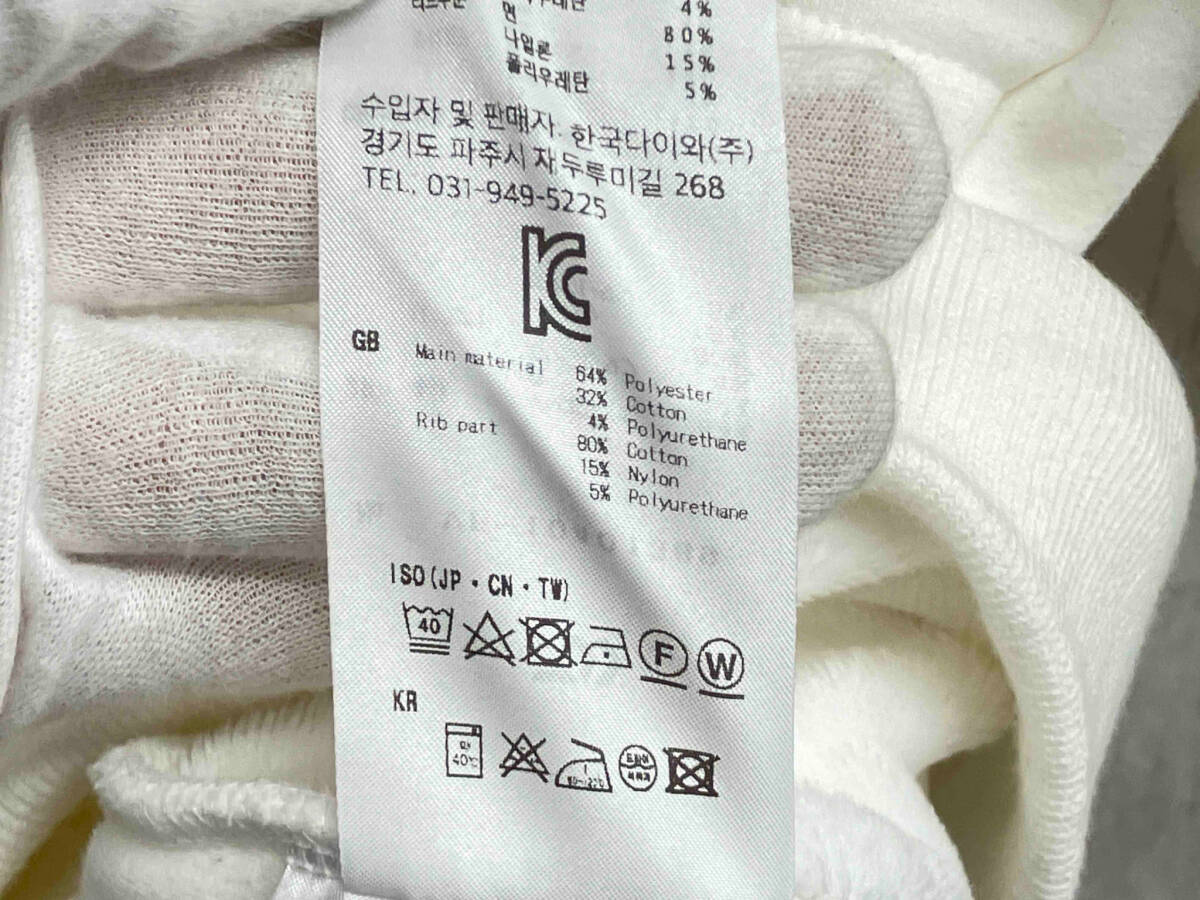 4%
면 80%
나일론 15%
폴리우레탄 5%
수입자 및 판매자. 한국다이와(주)
경기도 파주시 재두루미길 268
TEL. 031-949-5225
GB Main material 64% Polyester
32% Cotton
4% Polyurethane
Rib part 80% Cotton
15% Nylon
5% Polyurethane
ISO(JP・CN・TW)
40 F W
KR
약 40℃